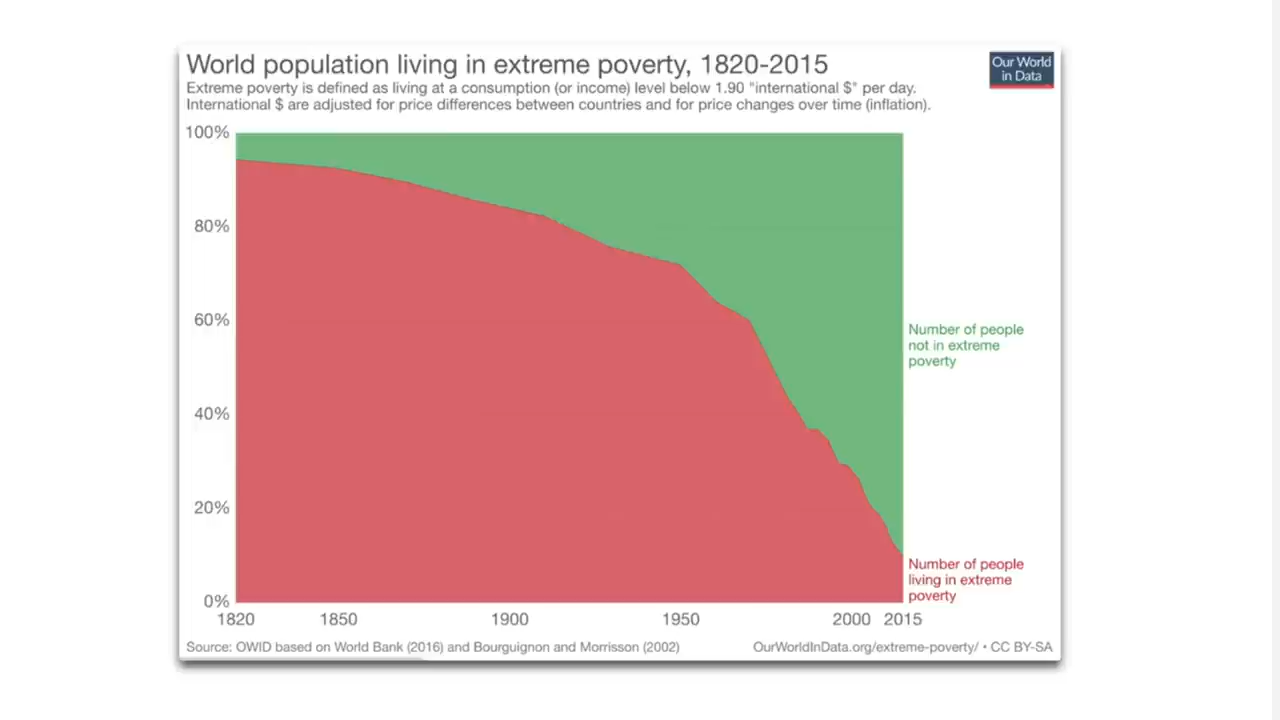 World population living in extreme poverty, 1820-2015
Our World
in Data
Extreme poverty is defined as living at a consumption (or income) level below 1.90 "international $" per day.
International $ are adjusted for price differences between countries and for price changes over time (inflation).
100%
80%
60%
40%
20%
0%
Number of people
not in extreme
poverty
Number of people
living in extreme
poverty
1820
1850
1900
1950
2000
2015
Source: OWID based on World Bank (2016) and Bourguignon and Morrisson (2002)
OurWorldInData.org/extreme-poverty/ • CC BY-SA